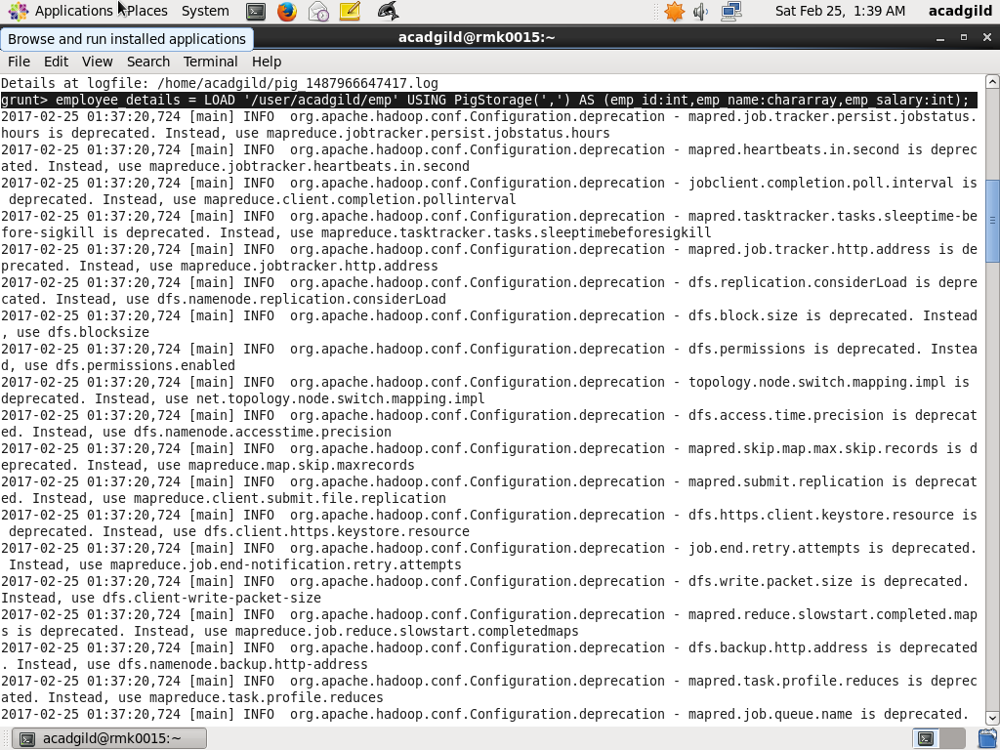 Applications Places System Sat Feb 25, 1:39 AM acadgild
Browse and run installed applications
acadgild@rmk0015:~
File Edit View Search Terminal Help
Details at logfile: /home/acadgild/pig_1487966647417.log
grunt> employee_details = LOAD '/user/acadgild/emp' USING PigStorage(',') AS (emp_id:int,emp_name:chararray,emp_salary:int);
2017-02-25 01:37:20,724 [main] INFO  org.apache.hadoop.conf.Configuration.deprecation - mapred.job.tracker.persist.jobstatus.
hours is deprecated. Instead, use mapreduce.jobtracker.persist.jobstatus.hours
2017-02-25 01:37:20,724 [main] INFO  org.apache.hadoop.conf.Configuration.deprecation - mapred.heartbeats.in.second is deprec
ated. Instead, use mapreduce.jobtracker.heartbeats.in.second
2017-02-25 01:37:20,724 [main] INFO  org.apache.hadoop.conf.Configuration.deprecation - jobclient.completion.poll.interval is
 deprecated. Instead, use mapreduce.client.completion.pollinterval
2017-02-25 01:37:20,724 [main] INFO  org.apache.hadoop.conf.Configuration.deprecation - mapred.tasktracker.tasks.sleeptime-be
fore-sigkill is deprecated. Instead, use mapreduce.tasktracker.tasks.sleeptimebeforesigkill
2017-02-25 01:37:20,724 [main] INFO  org.apache.hadoop.conf.Configuration.deprecation - mapred.job.tracker.http.address is de
precated. Instead, use mapreduce.jobtracker.http.address
2017-02-25 01:37:20,724 [main] INFO  org.apache.hadoop.conf.Configuration.deprecation - dfs.replication.considerLoad is depre
cated. Instead, use dfs.namenode.replication.considerLoad
2017-02-25 01:37:20,724 [main] INFO  org.apache.hadoop.conf.Configuration.deprecation - dfs.block.size is deprecated. Instead
, use dfs.blocksize
2017-02-25 01:37:20,724 [main] INFO  org.apache.hadoop.conf.Configuration.deprecation - dfs.permissions is deprecated. Instea
d, use dfs.permissions.enabled
2017-02-25 01:37:20,724 [main] INFO  org.apache.hadoop.conf.Configuration.deprecation - topology.node.switch.mapping.impl is
deprecated. Instead, use net.topology.node.switch.mapping.impl
2017-02-25 01:37:20,724 [main] INFO  org.apache.hadoop.conf.Configuration.deprecation - dfs.access.time.precision is deprecat
ed. Instead, use dfs.namenode.accesstime.precision
2017-02-25 01:37:20,724 [main] INFO  org.apache.hadoop.conf.Configuration.deprecation - mapred.skip.map.max.skip.records is d
eprecated. Instead, use mapreduce.map.skip.maxrecords
2017-02-25 01:37:20,724 [main] INFO  org.apache.hadoop.conf.Configuration.deprecation - mapred.submit.replication is deprecat
ed. Instead, use mapreduce.client.submit.file.replication
2017-02-25 01:37:20,724 [main] INFO  org.apache.hadoop.conf.Configuration.deprecation - dfs.https.client.keystore.resource is
 deprecated. Instead, use dfs.client.https.keystore.resource
2017-02-25 01:37:20,724 [main] INFO  org.apache.hadoop.conf.Configuration.deprecation - job.end.retry.attempts is deprecated.
 Instead, use mapreduce.job.end-notification.retry.attempts
2017-02-25 01:37:20,724 [main] INFO  org.apache.hadoop.conf.Configuration.deprecation - dfs.write.packet.size is deprecated.
Instead, use dfs.client-write-packet-size
2017-02-25 01:37:20,724 [main] INFO  org.apache.hadoop.conf.Configuration.deprecation - mapred.reduce.slowstart.completed.map
s is deprecated. Instead, use mapreduce.job.reduce.slowstart.completedmaps
2017-02-25 01:37:20,724 [main] INFO  org.apache.hadoop.conf.Configuration.deprecation - dfs.backup.http.address is deprecated
. Instead, use dfs.namenode.backup.http-address
2017-02-25 01:37:20,724 [main] INFO  org.apache.hadoop.conf.Configuration.deprecation - mapred.task.profile.reduces is deprec
ated. Instead, use mapreduce.task.profile.reduces
2017-02-25 01:37:20,724 [main] INFO  org.apache.hadoop.conf.Configuration.deprecation - mapred.job.queue.name is deprecated.
acadgild@rmk0015:~